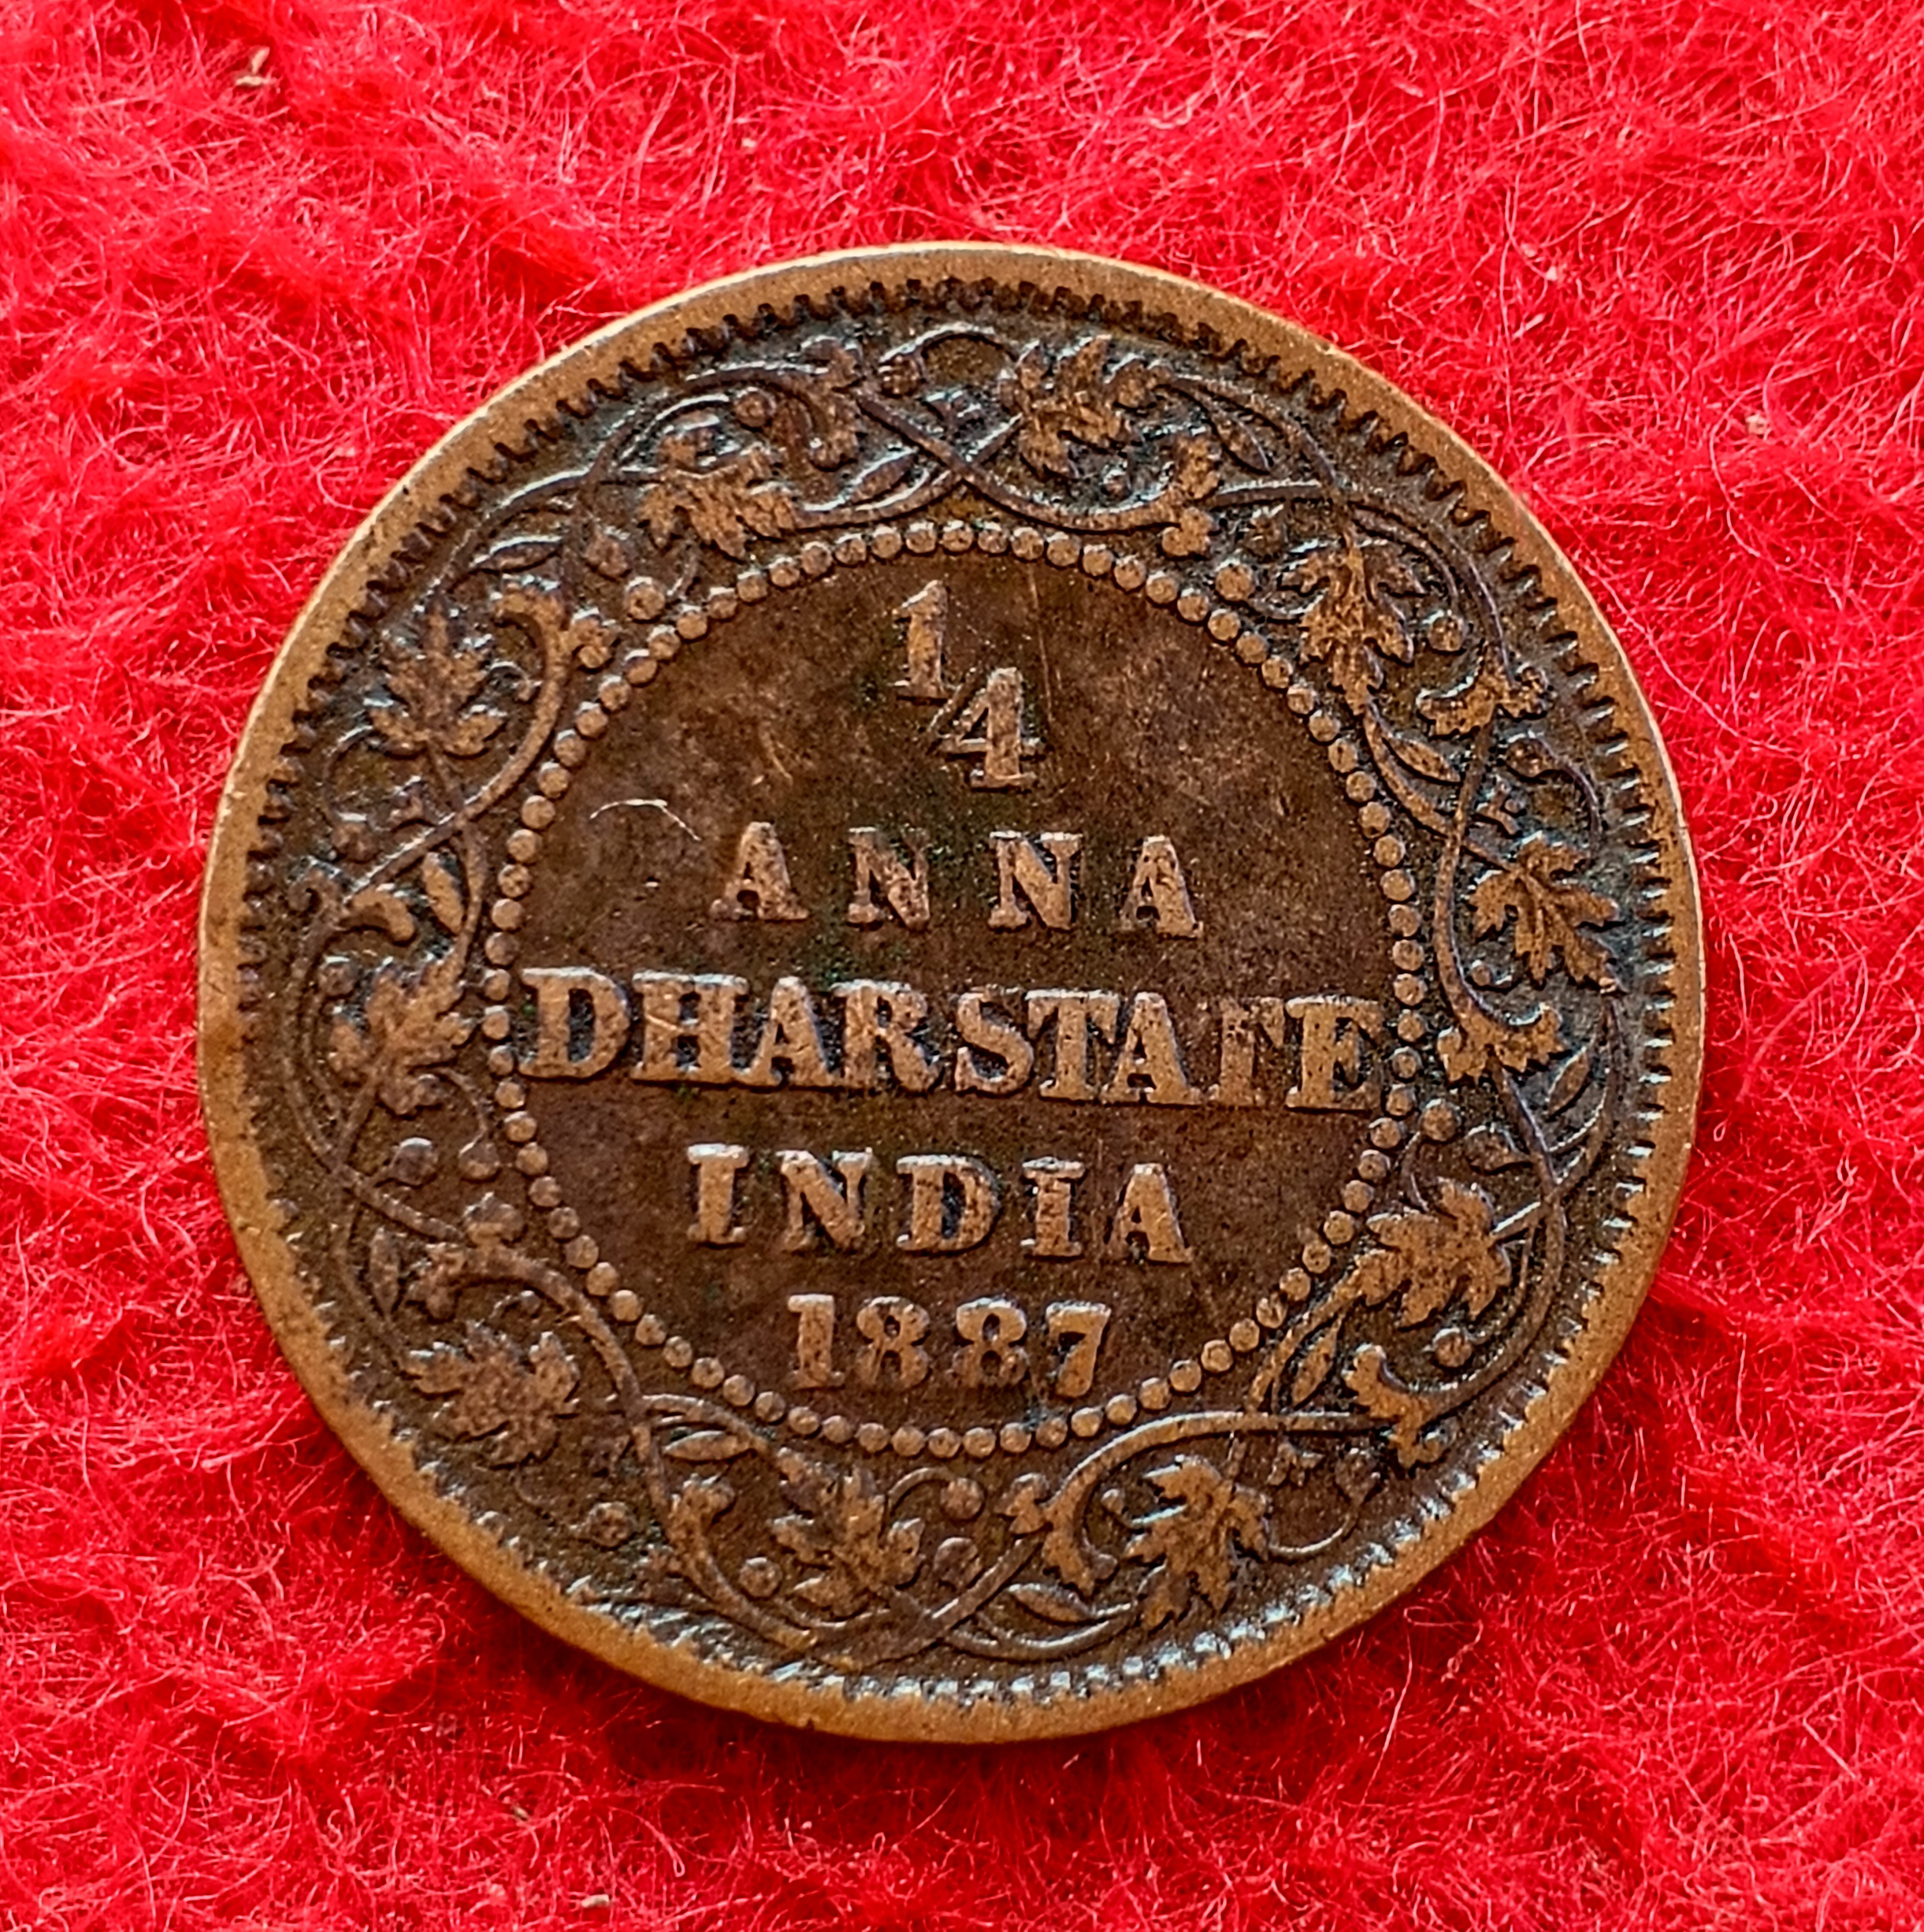 1/4
ANNA
DHAR STATE
INDIA
1887